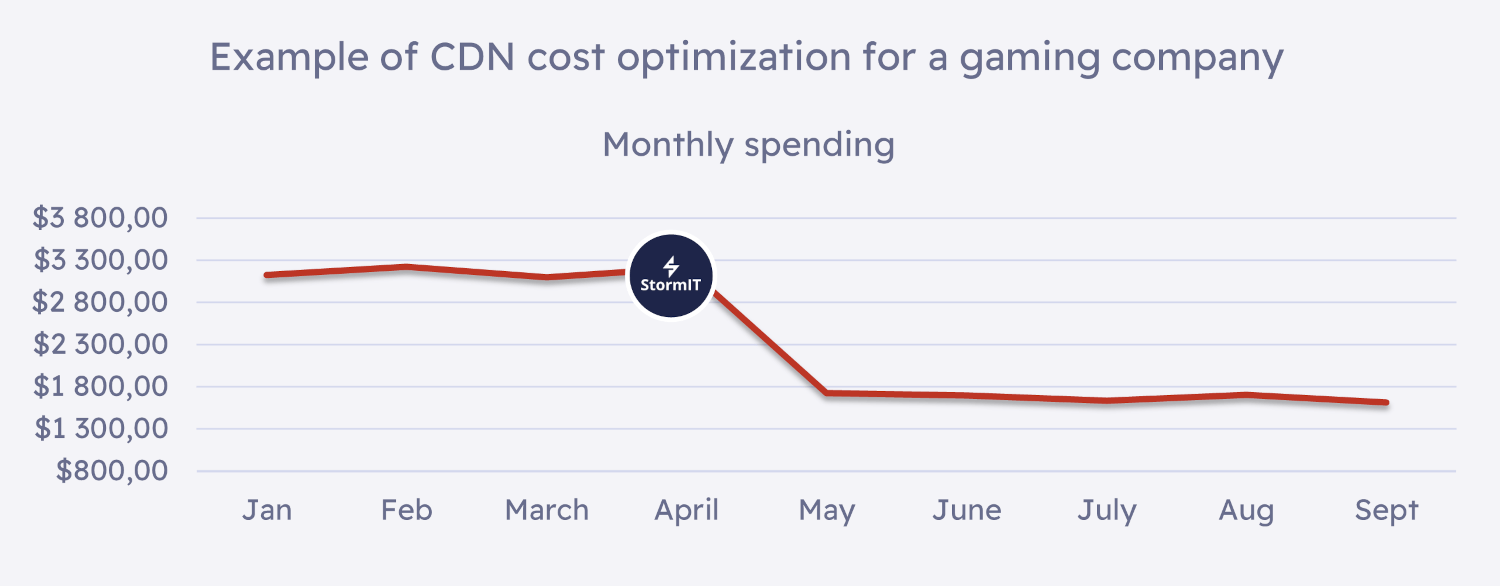 Example of CDN cost optimization for a gaming company
Monthly spending
$3 800,00
$3 300,00
$2 800,00
$2 300,00
$1 800,00
$1 300,00
$800,00
StormIT
Jan Feb March April May June July Aug Sept